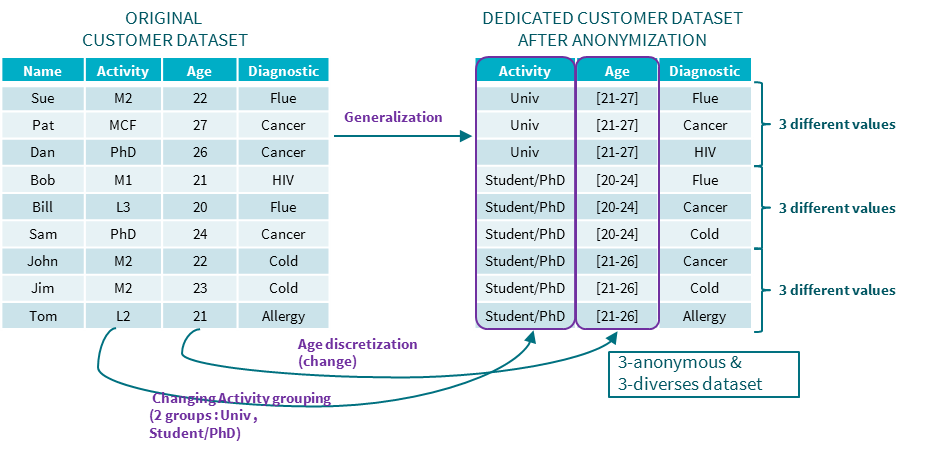 ORIGINAL
CUSTOMER DATASET
Name Activity Age Diagnostic
Sue M2 22 Flue
Pat MCF 27 Cancer
Dan PhD 26 Cancer
Bob M1 21 HIV
Bill L3 20 Flue
Sam PhD 24 Cancer
John M2 22 Cold
Jim M2 23 Cold
Tom L2 21 Allergy
Generalization
DEDICATED CUSTOMER DATASET
AFTER ANONYMIZATION
Activity Age Diagnostic
Univ [21-27] Flue
Univ [21-27] Cancer
Univ [21-27] HIV
Student/PhD [20-24] Flue
Student/PhD [20-24] Cancer
Student/PhD [20-24] Cold
Student/PhD [21-26] Cancer
Student/PhD [21-26] Cold
Student/PhD [21-26] Allergy
3 different values
3 different values
3 different values
Age discretization
(change)
Changing Activity grouping
(2 groups : Univ ,
Student/PhD)
3-anonymous &
3-diverses dataset